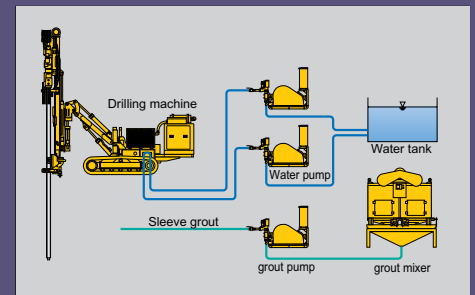 Drilling machine
Water tank
Water pump
Sleeve grout
grout pump
grout mixer